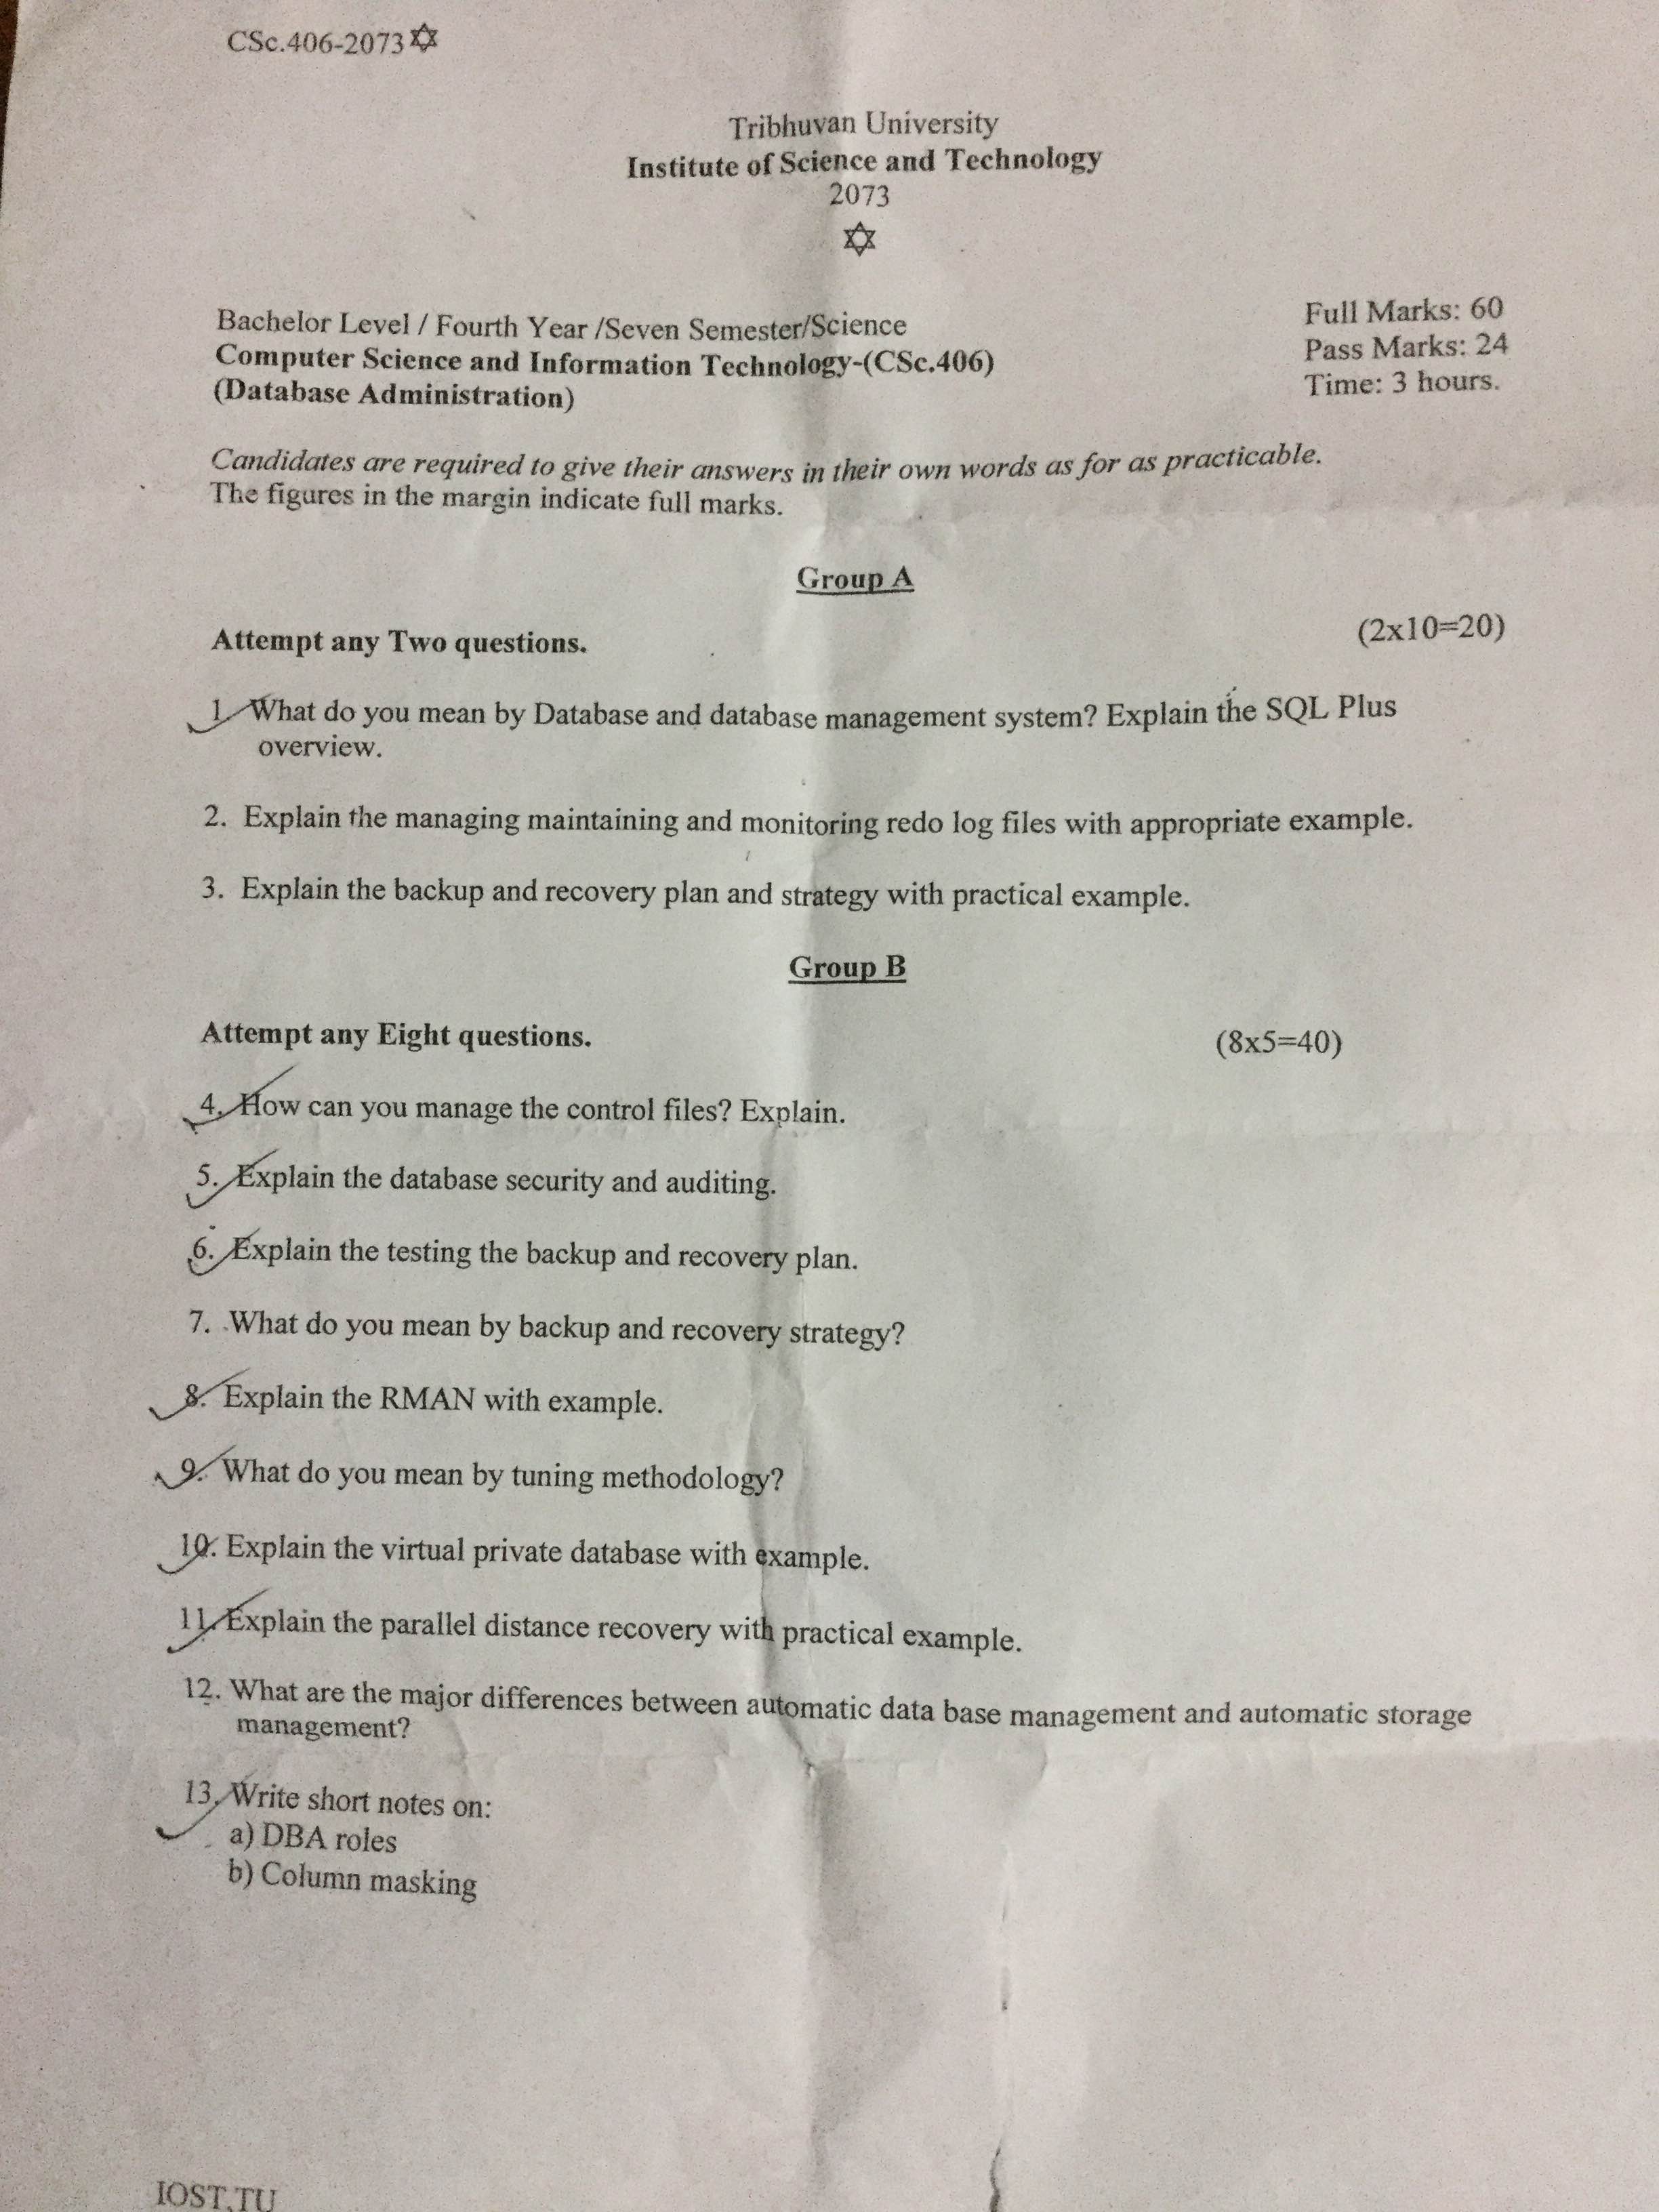 CSc.406-2073✡
Tribhuvan University
Institute of Science and Technology
2073
✡
Bachelor Level / Fourth Year /Seven Semester/Science
Full Marks: 60
Computer Science and Information Technology-(CSc.406)
Pass Marks: 24
(Database Administration)
Time: 3 hours.
Candidates are required to give their answers in their own words as for as practicable.
The figures in the margin indicate full marks.
Group A
Attempt any Two questions.
(2x10=20)
1. What do you mean by Database and database management system? Explain the SQL Plus
overview.
2. Explain the managing maintaining and monitoring redo log files with appropriate example.
3. Explain the backup and recovery plan and strategy with practical example.
Group B
Attempt any Eight questions.
(8x5=40)
4. How can you manage the control files? Explain.
5. Explain the database security and auditing.
6. Explain the testing the backup and recovery plan.
7. What do you mean by backup and recovery strategy?
8. Explain the RMAN with example.
9. What do you mean by tuning methodology?
10. Explain the virtual private database with example.
11. Explain the parallel distance recovery with practical example.
12. What are the major differences between automatic data base management and automatic storage
management?
13. Write short notes on:
a) DBA roles
b) Column masking
IOST,TU